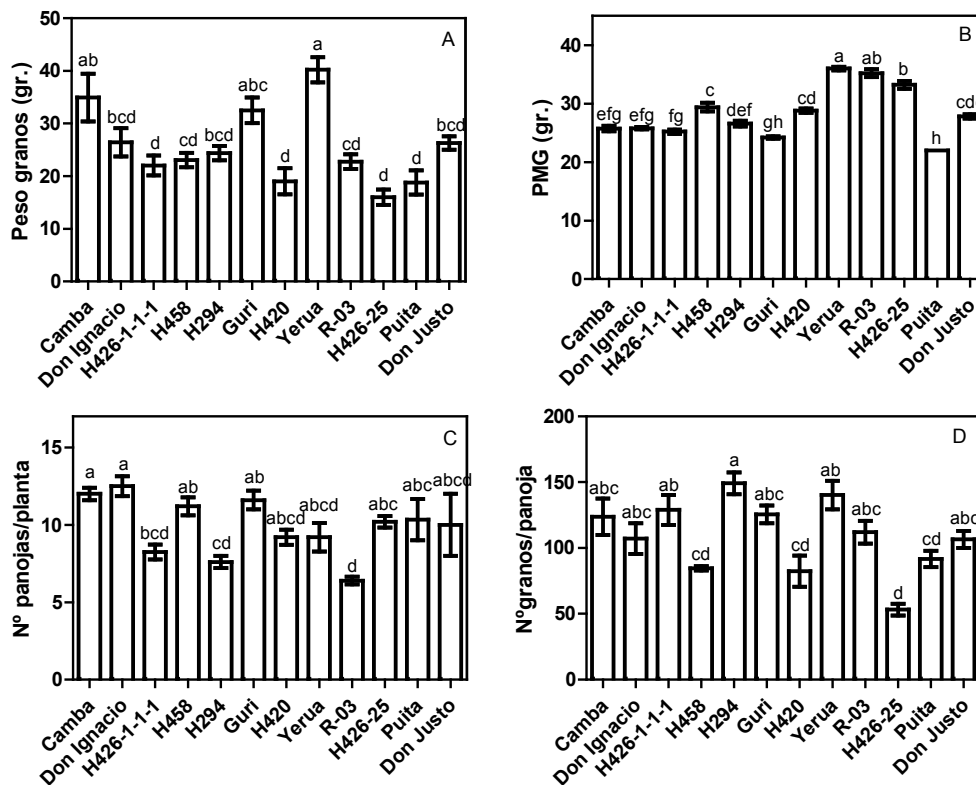 A
Peso granos (gr.)
50
40
30
20
10
0
ab
bcd
d
cd
bcd
abc
d
a
cd
d
d
bcd
Camba
Don Ignacio
H426-1-1-1
H458
H294
Guri
H420
Yerua
R-03
H426-25
Puita
Don Justo
B
PMG (gr.)
40
30
20
10
0
efg
efg
fg
c
def
gh
cd
a
ab
b
h
cd
Camba
Don Ignacio
H426-1-1-1
H458
H294
Guri
H420
Yerua
R-03
H426-25
Puita
Don Justo
C
Nº panojas/planta
15
10
5
0
a
a
bcd
ab
cd
ab
abcd
abcd
d
abc
abcd
abcd
Camba
Don Ignacio
H426-1-1-1
H458
H294
Guri
H420
Yerua
R-03
H426-25
Puita
Don Justo
D
Nºgranos/panoja
200
150
100
50
0
abc
abc
ab
cd
a
abc
cd
ab
abc
d
cd
abc
Camba
Don Ignacio
H426-1-1-1
H458
H294
Guri
H420
Yerua
R-03
H426-25
Puita
Don Justo